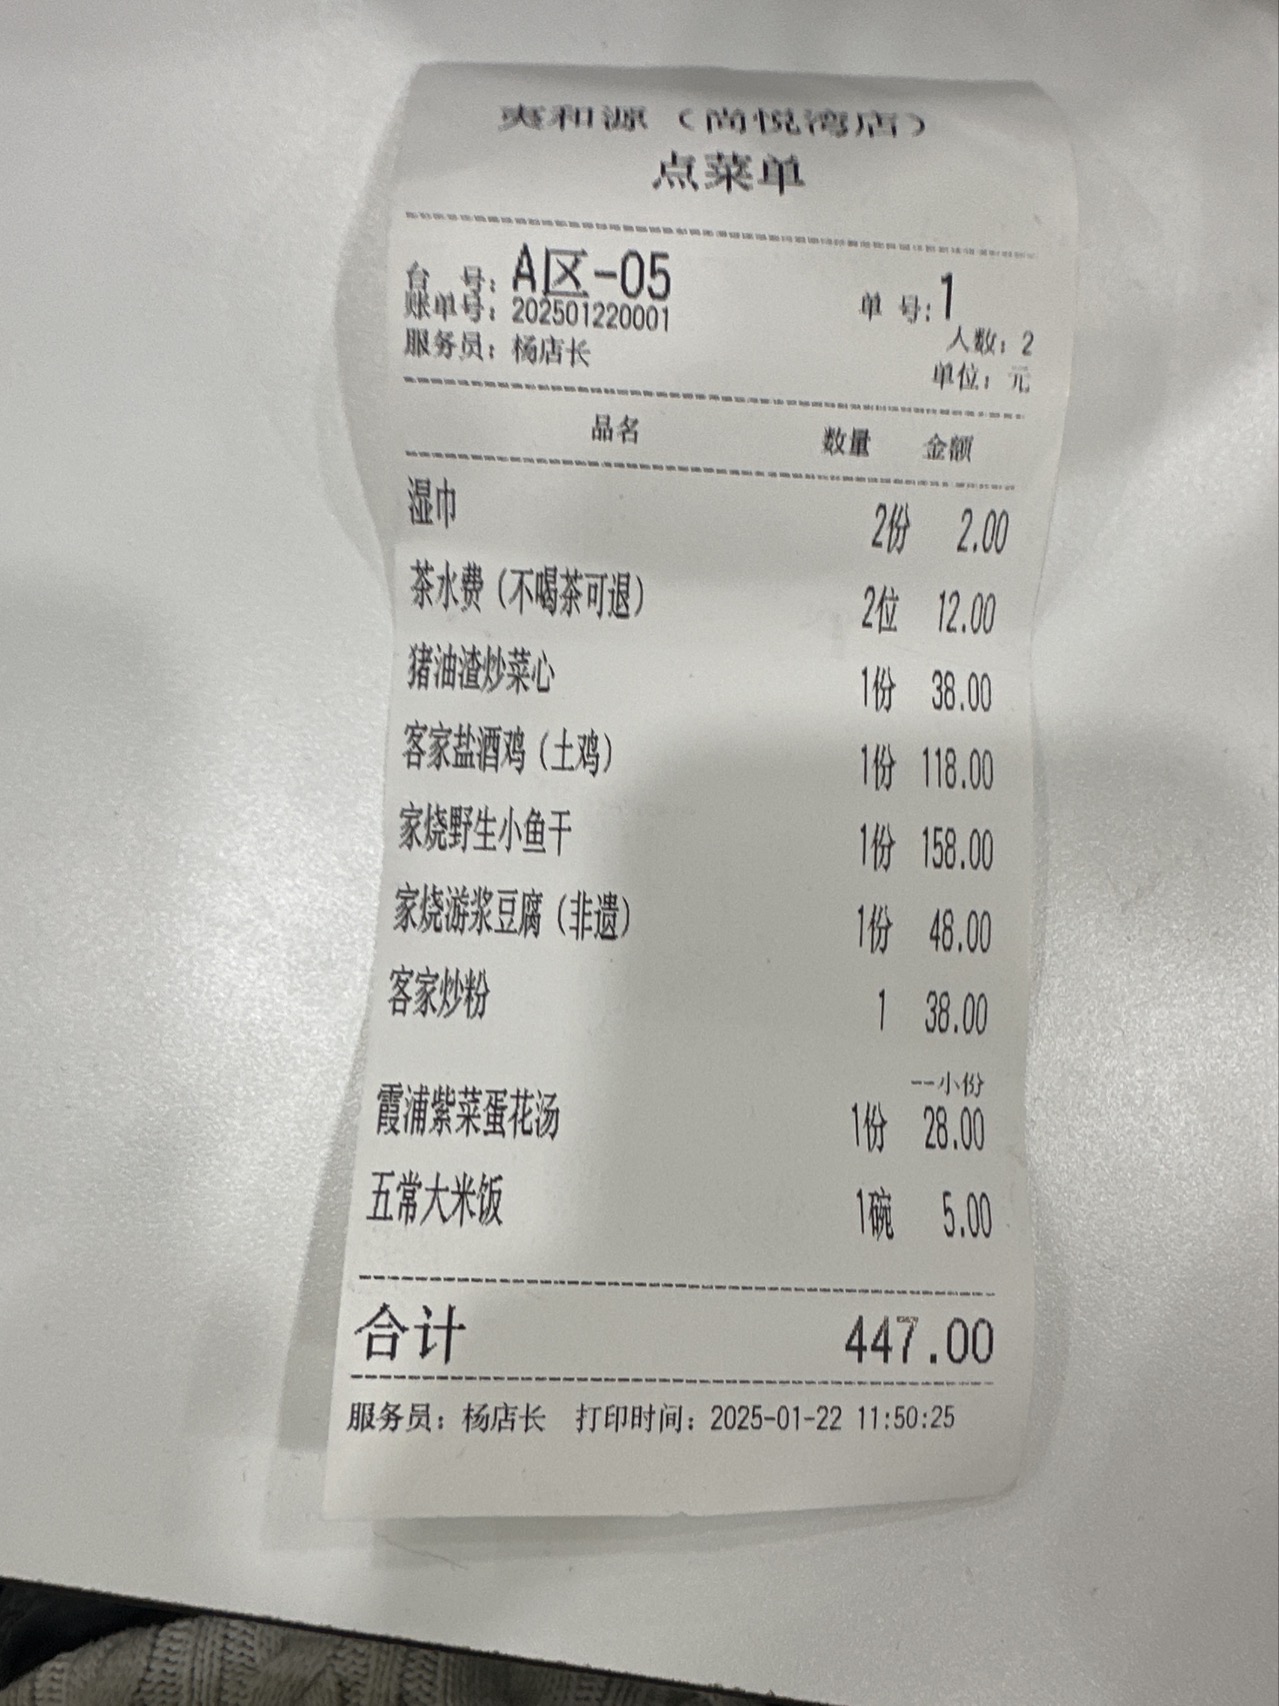 爽和源（尚悦湾店）
点菜单
台 号：A区-05 单 号：1
账单号：202501220001 人数：2
服务员：杨店长 单位：元
品名 数量 金额
湿巾 2份 2.00
茶水费（不喝茶可退） 2位 12.00
猪油渣炒菜心 1份 38.00
客家盐酒鸡（土鸡） 1份 118.00
家烧野生小鱼干 1份 158.00
家烧游浆豆腐（非遗） 1份 48.00
客家炒粉 1 38.00
--小份
霞浦紫菜蛋花汤 1份 28.00
五常大米饭 1碗 5.00
合计 447.00
服务员：杨店长 打印时间：2025-01-22 11:50:25